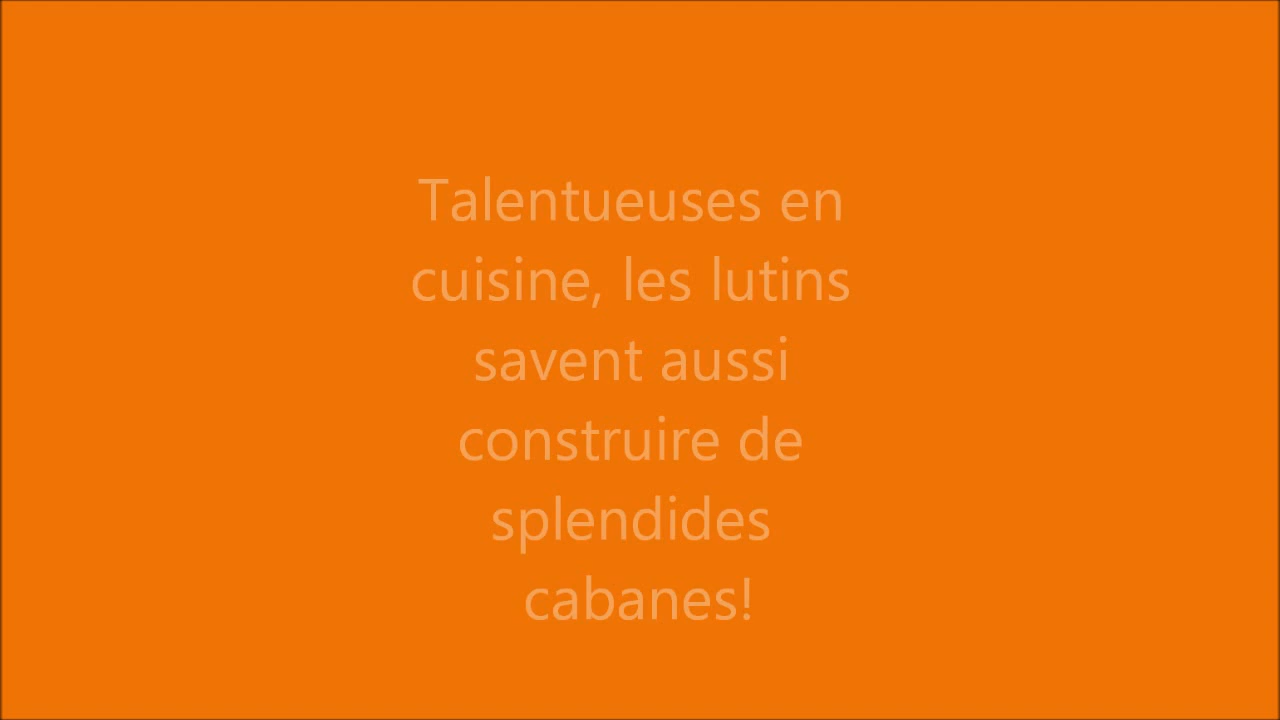 Talentueuses en
cuisine, les lutins
savent aussi
construire de
splendides
cabanes!